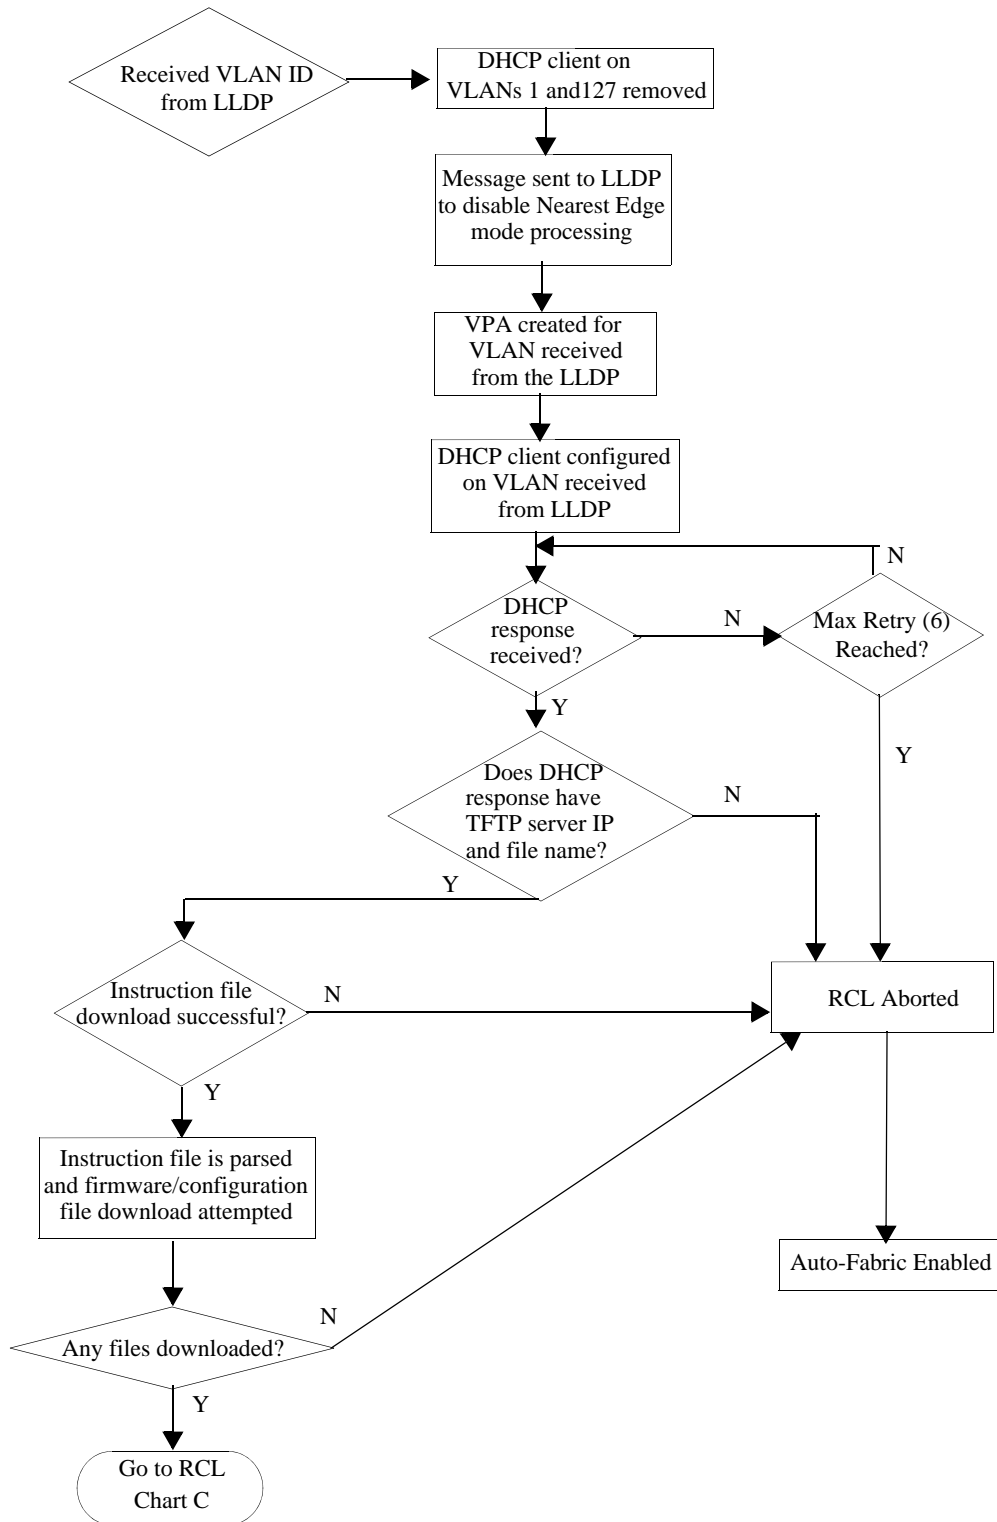 Received VLAN ID
from LLDP
DHCP client on
VLANs 1 and127 removed
Message sent to LLDP
to disable Nearest Edge
mode processing
VPA created for
VLAN received
from the LLDP
DHCP client configured
on VLAN received
from LLDP
N
DHCP
response
received?
N
Max Retry (6)
Reached?
Y
Y
Does DHCP
response have
TFTP server IP
and file name?
N
Y
Instruction file
download successful?
N
RCL Aborted
Y
Instruction file is parsed
and firmware/configuration
file download attempted
Auto-Fabric Enabled
N
Any files downloaded?
Y
Go to RCL
Chart C